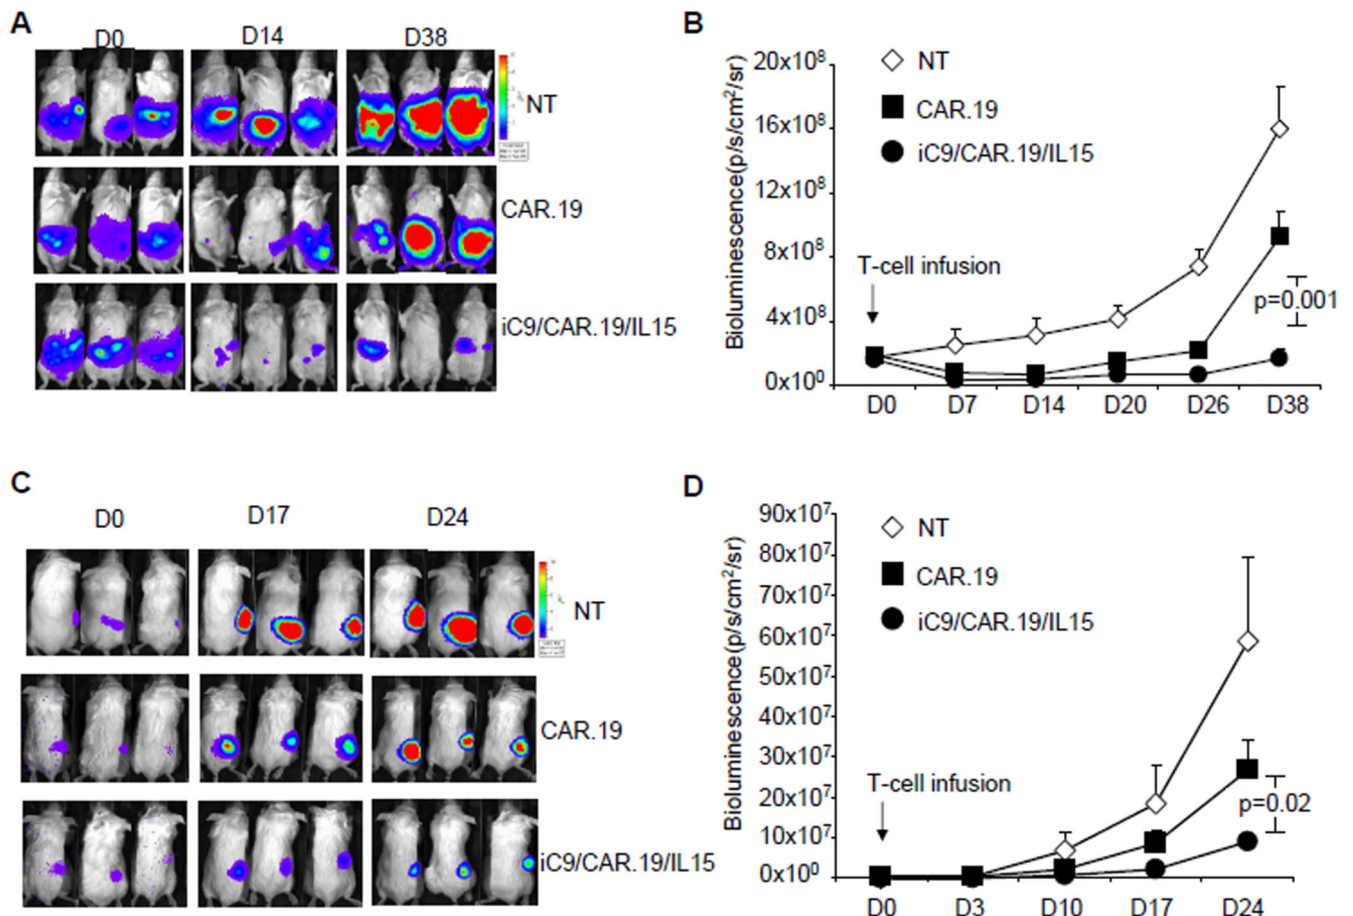 A
D0 D14 D38
NT
CAR.19
iC9/CAR.19/IL15
B
Bioluminescence(p/s/cm²/sr)
20x10⁸
16x10⁸
12x10⁸
8x10⁸
4x10⁸
0x10⁰
NT
CAR.19
iC9/CAR.19/IL15
T-cell infusion
p=0.001
D0 D7 D14 D20 D26 D38
C
D0 D17 D24
NT
CAR.19
iC9/CAR.19/IL15
D
Bioluminescence(p/s/cm²/sr)
90x10⁷
80x10⁷
70x10⁷
60x10⁷
50x10⁷
40x10⁷
30x10⁷
20x10⁷
10x10⁷
0x10⁰
NT
CAR.19
iC9/CAR.19/IL15
T-cell infusion
p=0.02
D0 D3 D10 D17 D24